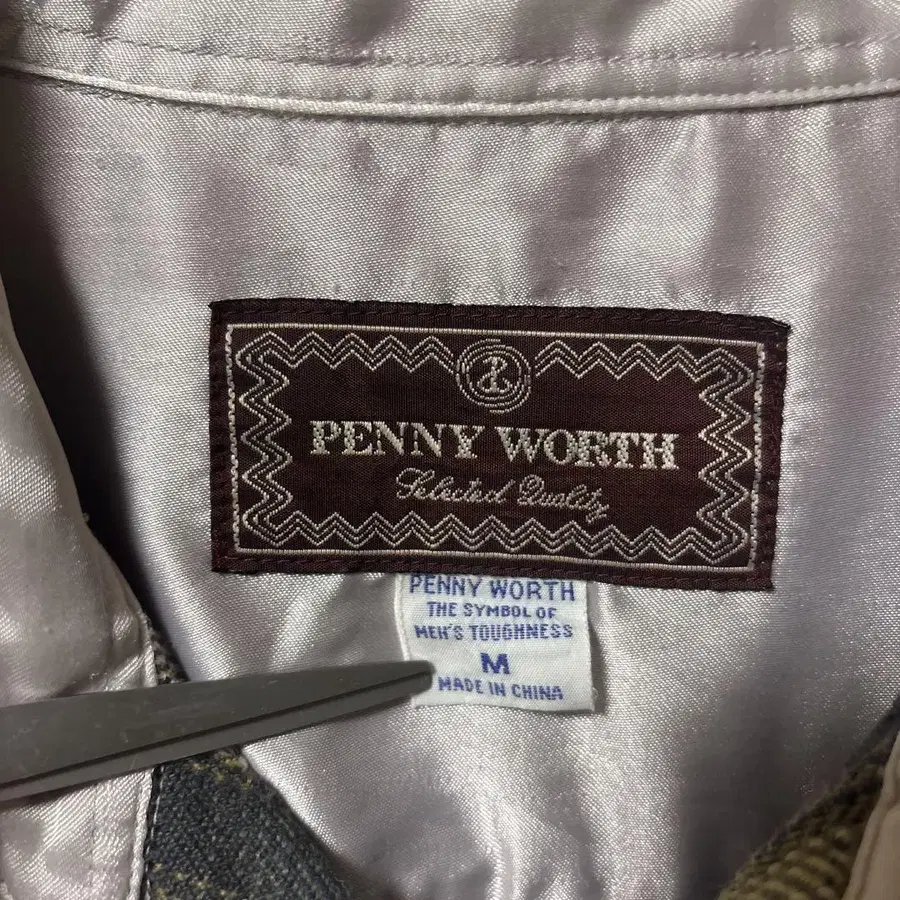 PENNY WORTH
Selected Quality
PENNY WORTH
THE SYMBOL OF
MEN'S TOUGHNESS
M
MADE IN CHINA